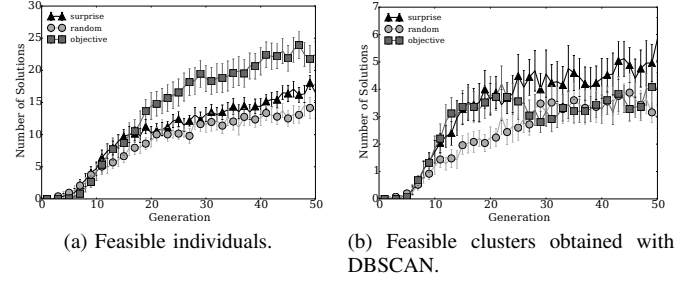 30
25
20
15
10
5
0
0 10 20 30 40 50
Number of Solutions
Generation
surprise
random
objective
7
6
5
4
3
2
1
0
0 10 20 30 40 50
Number of Solutions
Generation
surprise
random
objective
(a) Feasible individuals.
(b) Feasible clusters obtained with
DBSCAN.